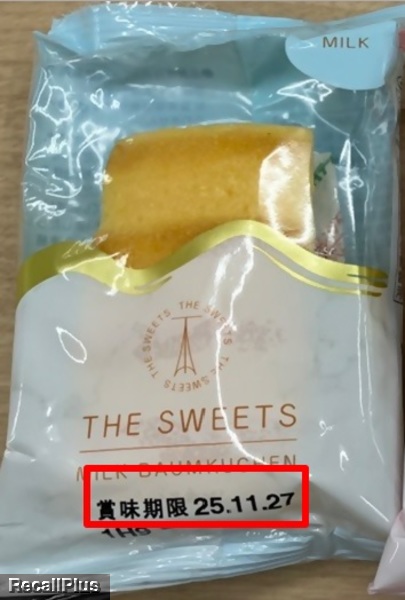 MILK
THE SWEETS THE SWEETS THE SWEETS
THE SWEETS
MILK BAUMKUCHEN
賞味期限 25.11.27
RecallPlus